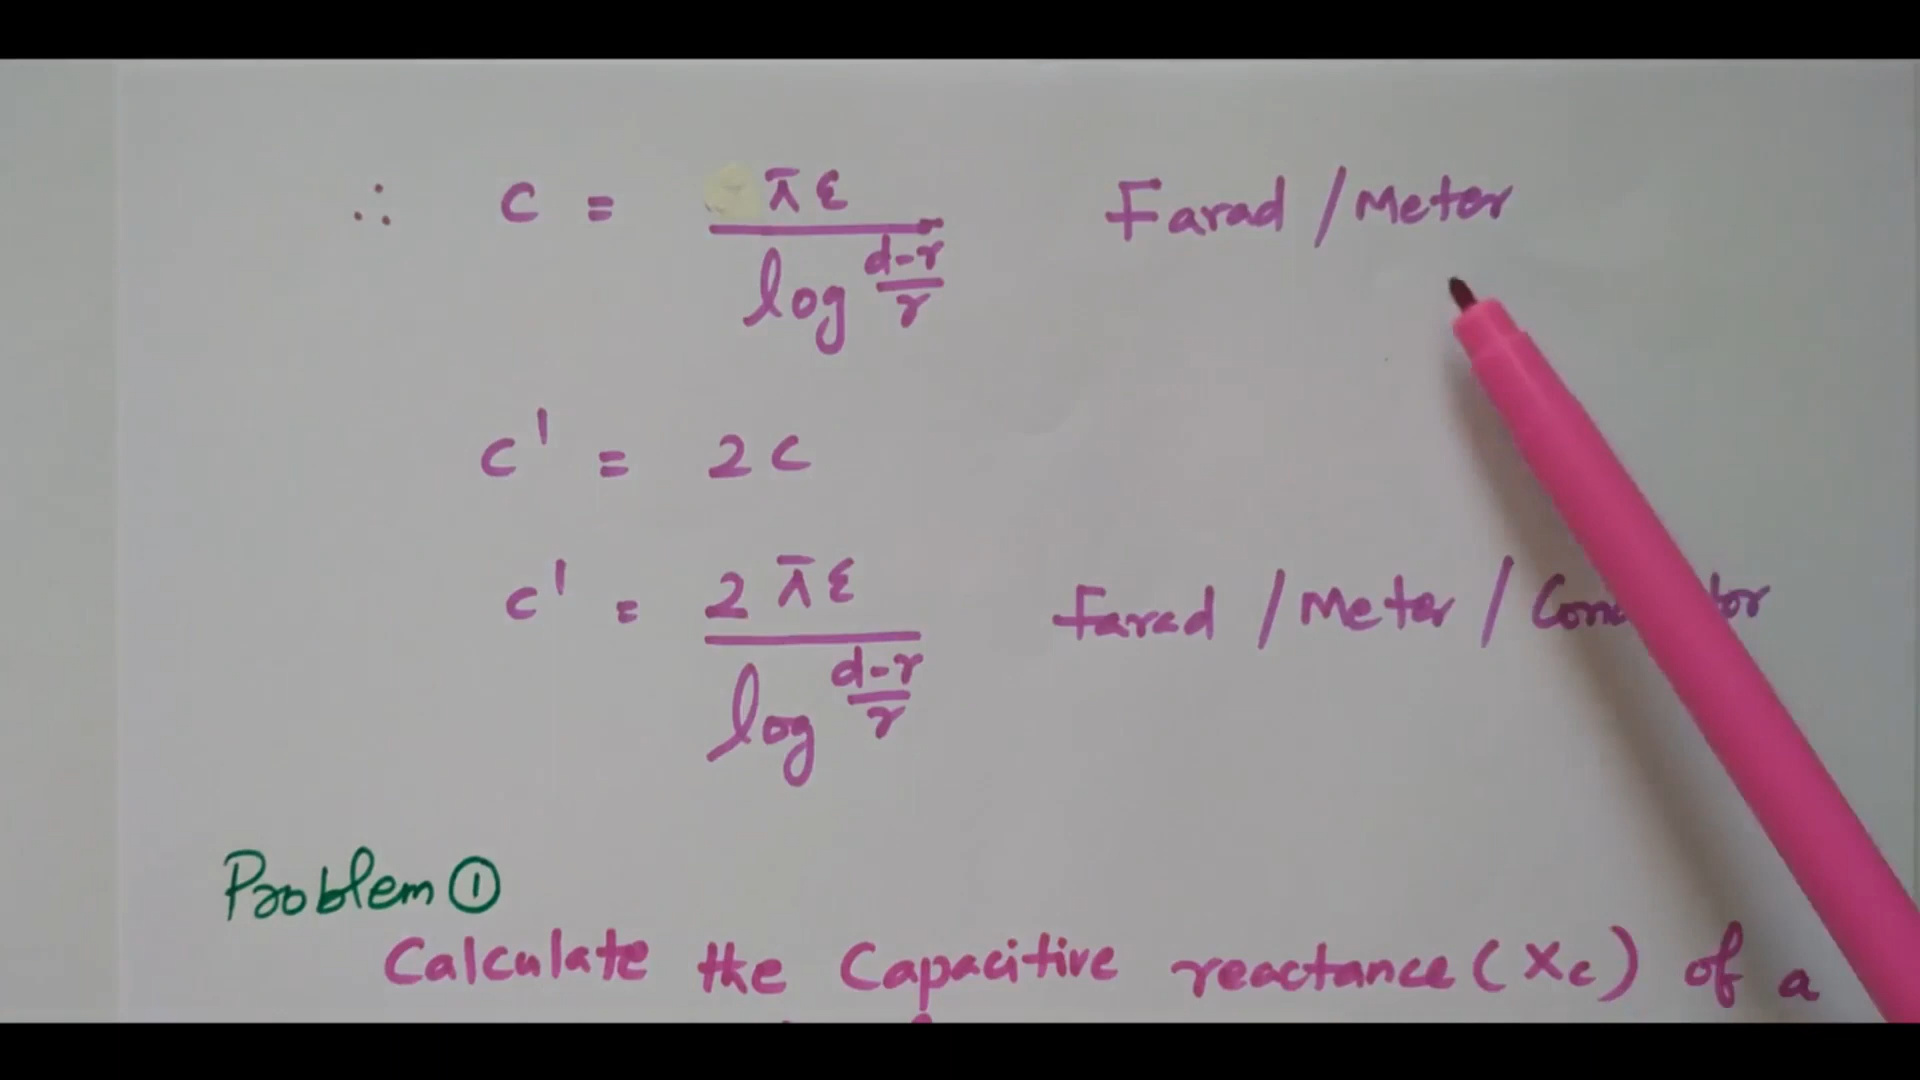 ∴ C = πε / log (d-r)/r Farad / Meter
C' = 2C
C' = 2πε / log (d-r)/r Farad / Meter /
Problem ①
Calculate the Capacitive reactance (Xc) of a